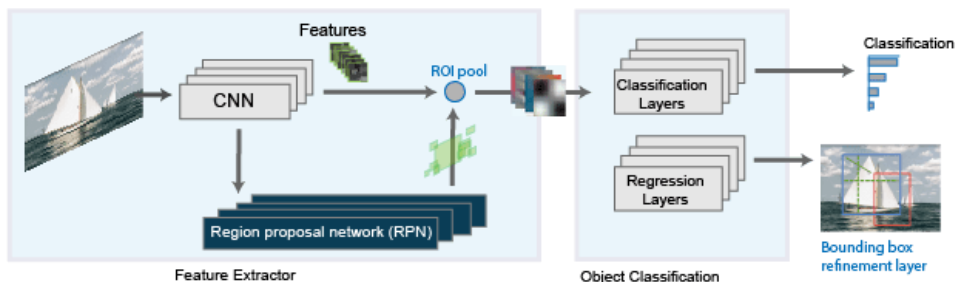 Features
CNN
ROI pool
Region proposal network (RPN)
Feature Extractor
Classification
Layers
Regression
Layers
Object Classification
Classification
Bounding box
refinement layer